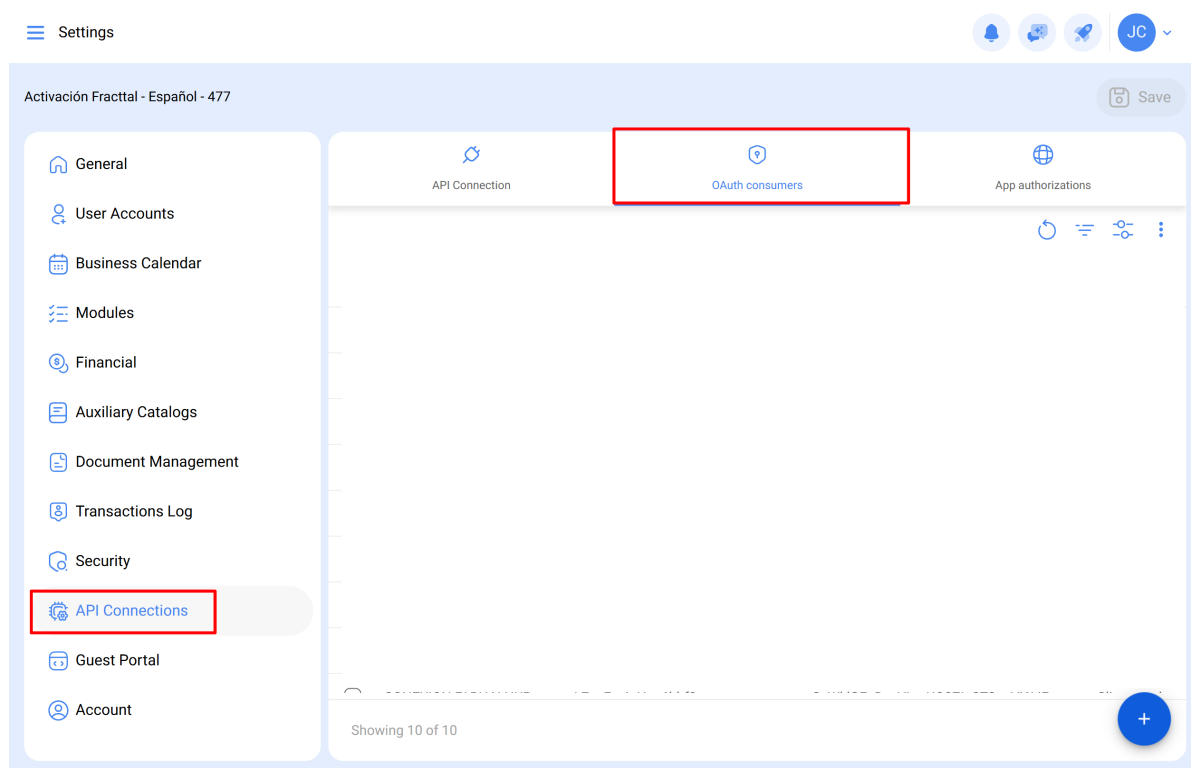 Settings
JC
Activación Fracttal - Español - 477
Save
General
User Accounts
Business Calendar
Modules
Financial
Auxiliary Catalogs
Document Management
Transactions Log
Security
API Connections
Guest Portal
Account
API Connection
OAuth consumers
App authorizations
Showing 10 of 10